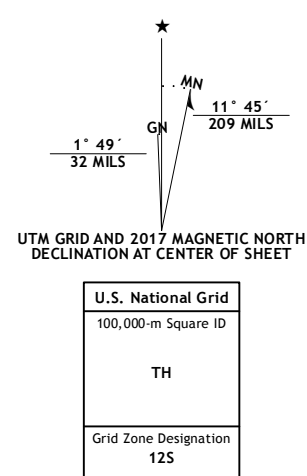 ★
MN
GN
11° 45´
209 MILS
1° 49´
32 MILS
UTM GRID AND 2017 MAGNETIC NORTH
DECLINATION AT CENTER OF SHEET
U.S. National Grid
100,000-m Square ID
TH
Grid Zone Designation
12S